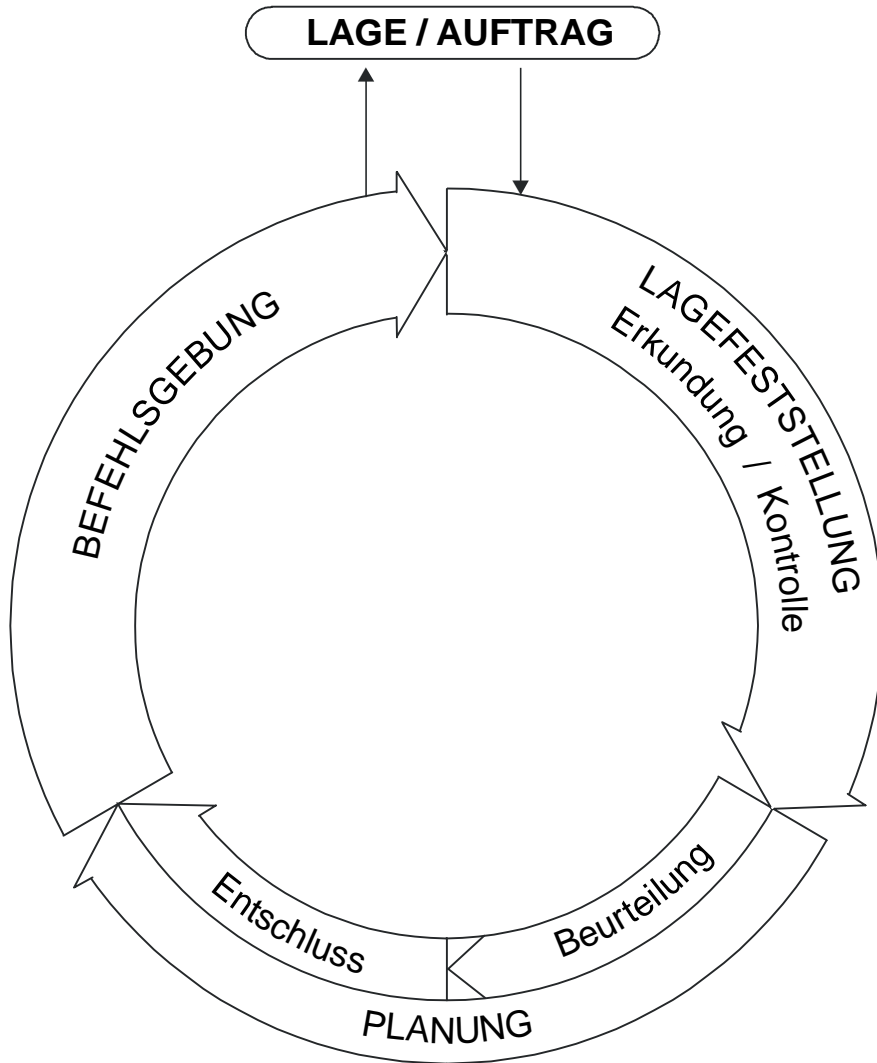 LAGE / AUFTRAG
LAGEFESTSTELLUNG
Erkundung / Kontrolle
Beurteilung
Entschluss
PLANUNG
BEFEHLSGEBUNG